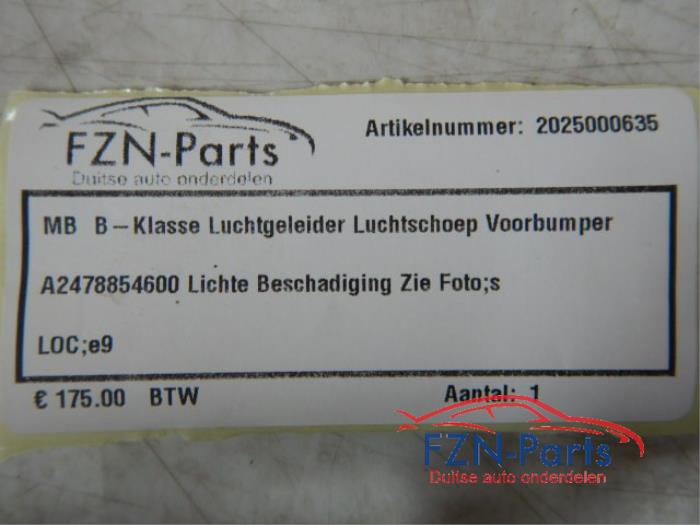 FZN-Parts
Duitse auto onderdelen
Artikelnummer: 2025000635
MB B-Klasse Luchtgeleider Luchtschoep Voorbumper
A2478854600 Lichte Beschadiging Zie Foto;s
LOC;e9
€ 175.00 BTW
Aantal: 1
FZN-Parts
Duitse auto onderdelen